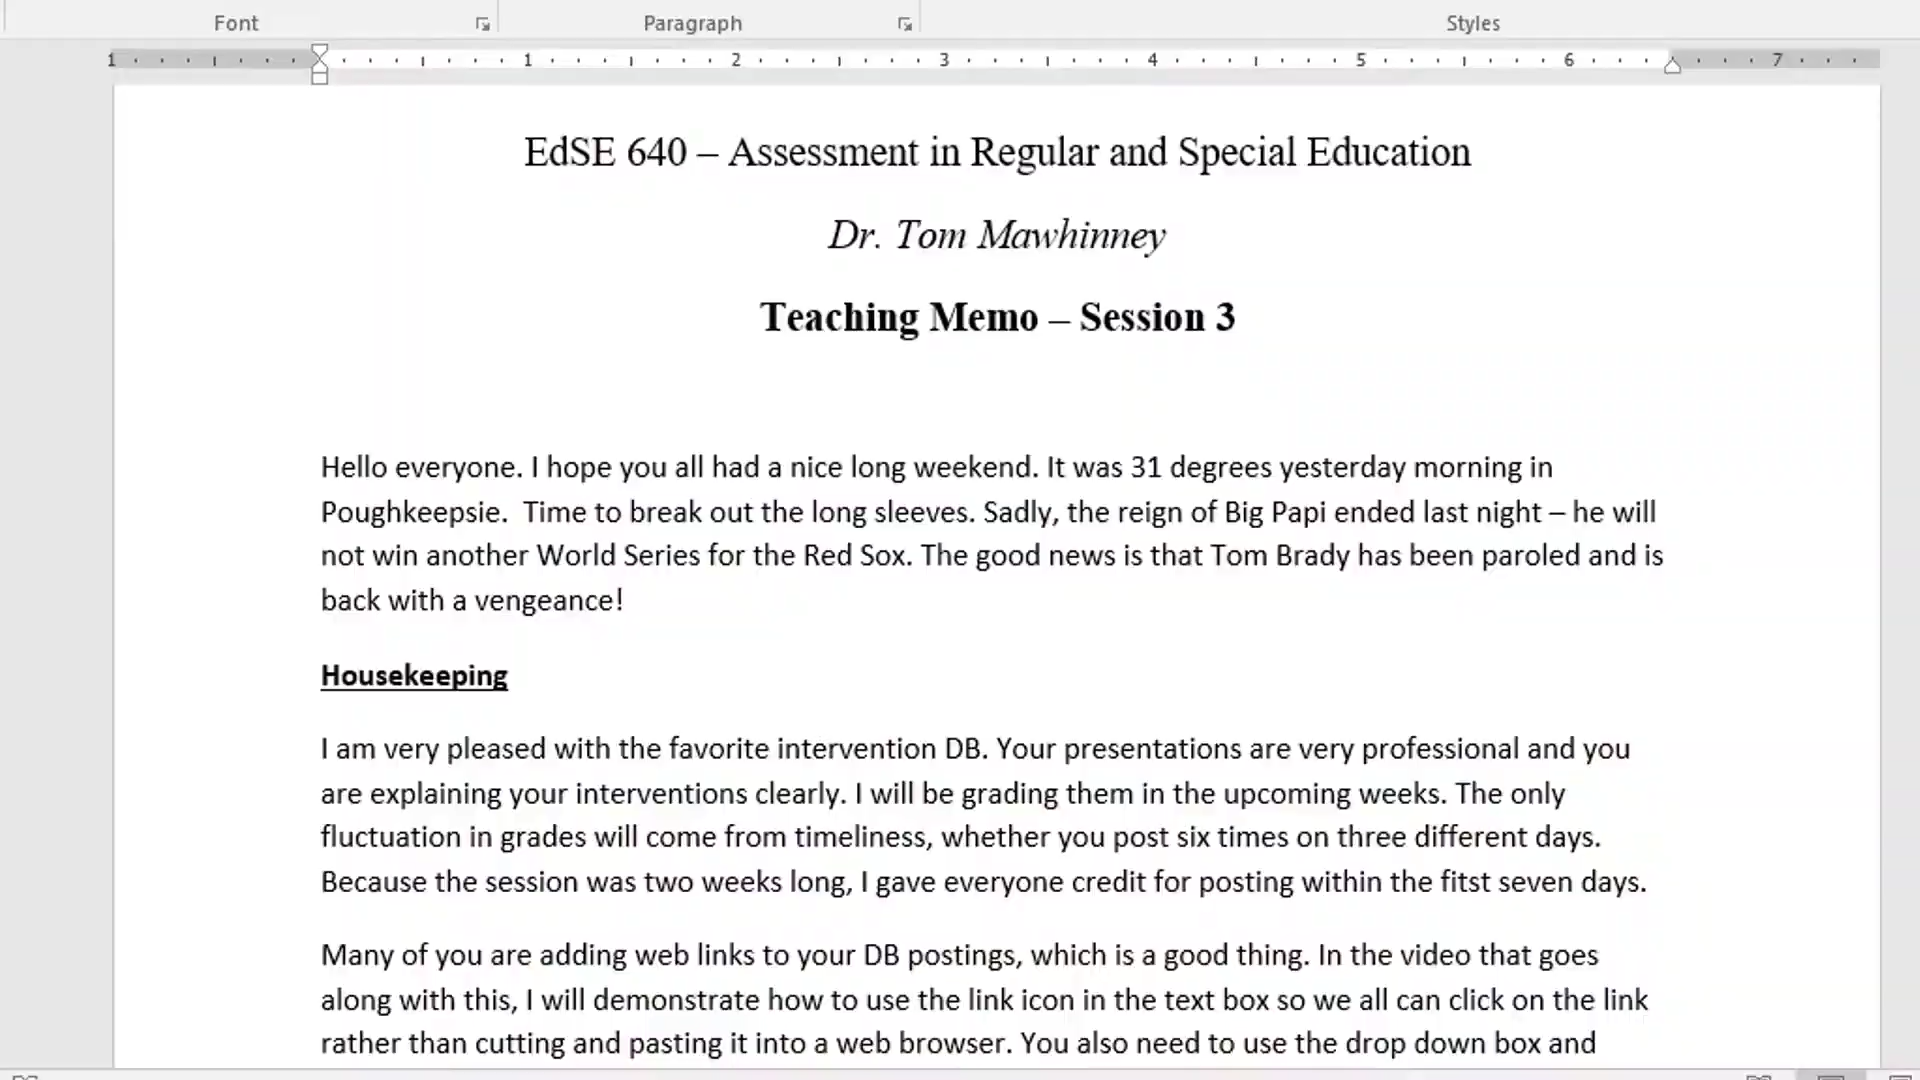 Font Paragraph Styles
1 1 2 3 4 5 6 7
EdSE 640 – Assessment in Regular and Special Education
Dr. Tom Mawhinney
Teaching Memo – Session 3
Hello everyone. I hope you all had a nice long weekend. It was 31 degrees yesterday morning in
Poughkeepsie.  Time to break out the long sleeves. Sadly, the reign of Big Papi ended last night – he will
not win another World Series for the Red Sox. The good news is that Tom Brady has been paroled and is
back with a vengeance!
Housekeeping
I am very pleased with the favorite intervention DB. Your presentations are very professional and you
are explaining your interventions clearly. I will be grading them in the upcoming weeks. The only
fluctuation in grades will come from timeliness, whether you post six times on three different days.
Because the session was two weeks long, I gave everyone credit for posting within the fitst seven days.
Many of you are adding web links to your DB postings, which is a good thing. In the video that goes
along with this, I will demonstrate how to use the link icon in the text box so we all can click on the link
rather than cutting and pasting it into a web browser. You also need to use the drop down box and